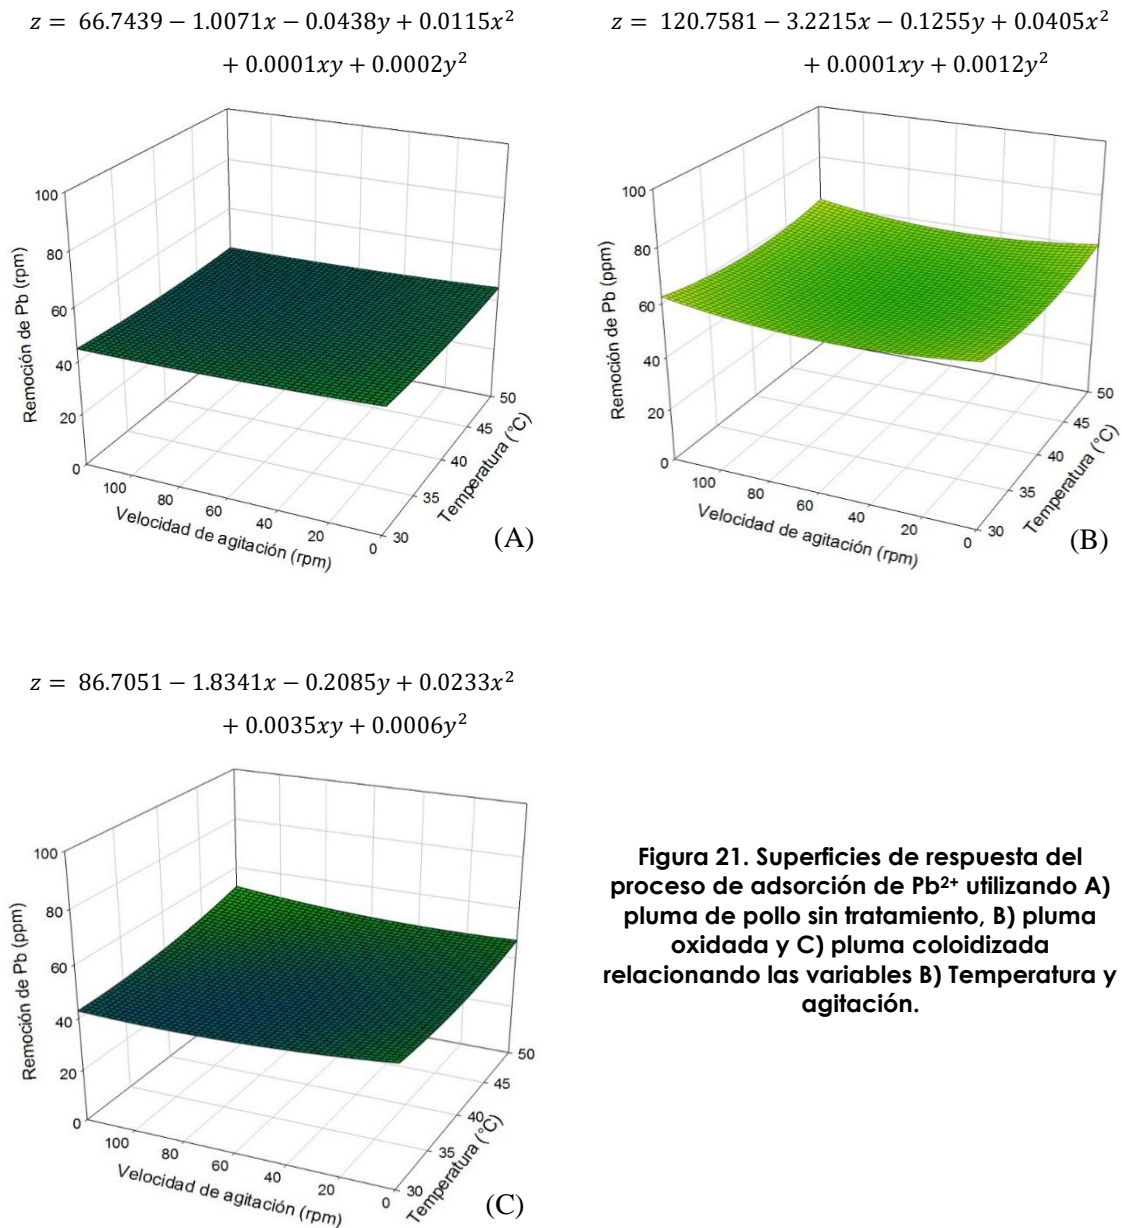 z = 66.7439 − 1.0071x − 0.0438y + 0.0115x²
+ 0.0001xy + 0.0002y²
100
80
60
40
20
0
Remoción de Pb (rpm)
100
80
60
40
20
0
Velocidad de agitación (rpm)
30
35
40
45
50
Temperatura (°C)
(A)
z = 120.7581 − 3.2215x − 0.1255y + 0.0405x²
+ 0.0001xy + 0.0012y²
100
80
60
40
20
0
Remoción de Pb (ppm)
100
80
60
40
20
0
Velocidad de agitación (rpm)
30
35
40
45
50
Temperatura (°C)
(B)
z = 86.7051 − 1.8341x − 0.2085y + 0.0233x²
+ 0.0035xy + 0.0006y²
100
80
60
40
20
0
Remoción de Pb (ppm)
100
80
60
40
20
0
Velocidad de agitación (rpm)
30
35
40
45
50
Temperatura (°C)
(C)
Figura 21. Superficies de respuesta del
proceso de adsorción de Pb²⁺ utilizando A)
pluma de pollo sin tratamiento, B) pluma
oxidada y C) pluma coloidizada
relacionando las variables B) Temperatura y
agitación.